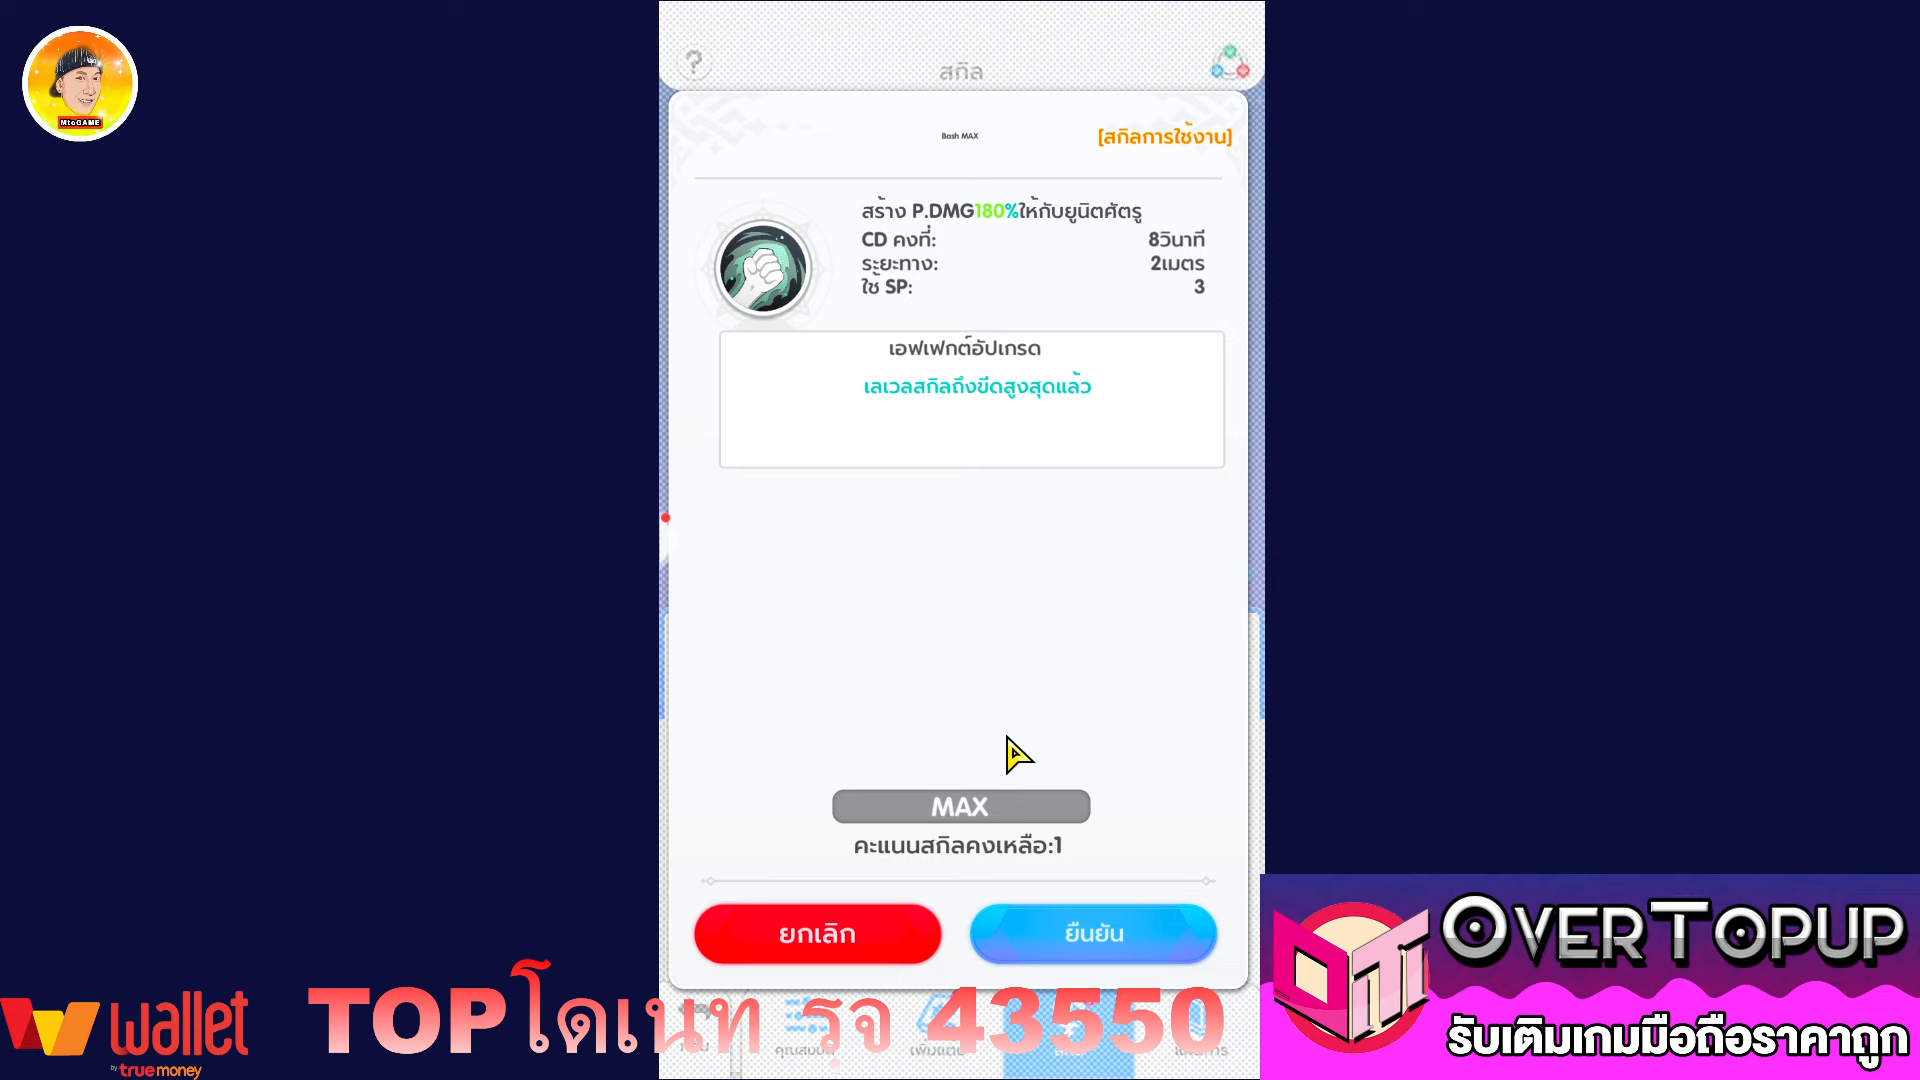 MtoGAME
?
สกิล
Bash MAX
[สกิลการใช้งาน]
สร้าง P.DMG180%ให้กับยูนิตศัตรู
CD คงที่: 8วินาที
ระยะทาง: 2เมตร
ใช้ SP: 3
เอฟเฟกต์อัปเกรด
เลเวลสกิลถึงขีดสูงสุดแล้ว
MAX
คะแนนสกิลคงเหลือ:1
ยกเลิก
ยืนยัน
wallet
by truemoney
TOPโดเนท รุจ 43550
OVERTOPUP
รับเติมเกมมือถือราคาถูก